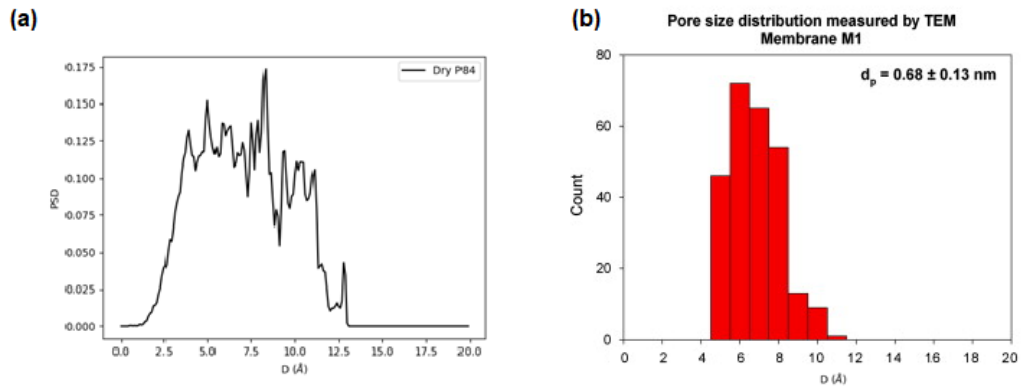 (a)
Dry P84
0.175
0.150
0.125
0.100
0.075
0.050
0.025
0.000
PSD
0.0 2.5 5.0 7.5 10.0 12.5 15.0 17.5 20.0
D (Å)
(b)
Pore size distribution measured by TEM
Membrane M1
dp = 0.68 ± 0.13 nm
80
60
40
20
0
Count
0 2 4 6 8 10 12 14 16 18 20
D (Å)